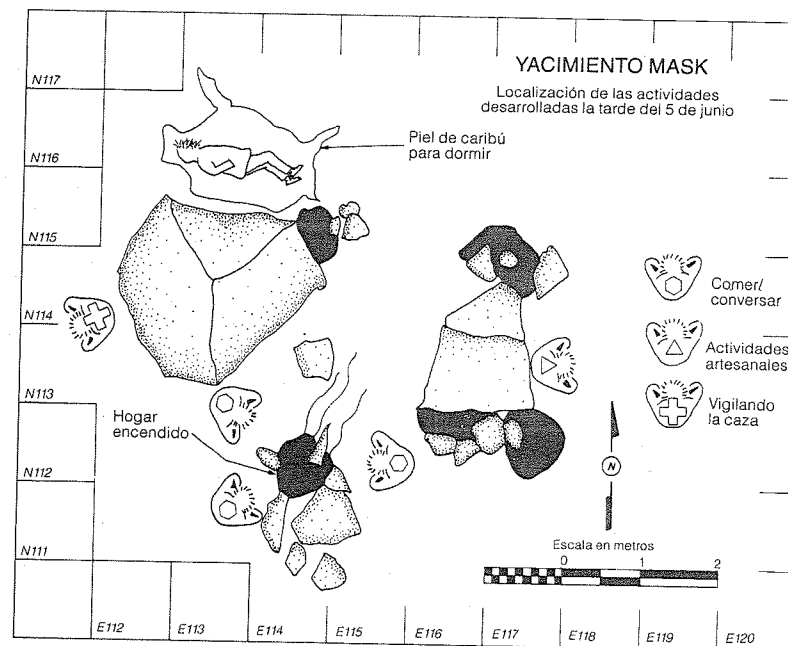 YACIMIENTO MASK
Localización de las actividades
desarrolladas la tarde del 5 de junio
N117
Piel de caribú
para dormir
N116
N115
Comer/
conversar
N114
Actividades
artesanales
N113
Vigilando
la caza
Hogar
encendido
N112
N
N111
Escala en metros
0 1 2
E112 E113 E114 E115 E116 E117 E118 E119 E120